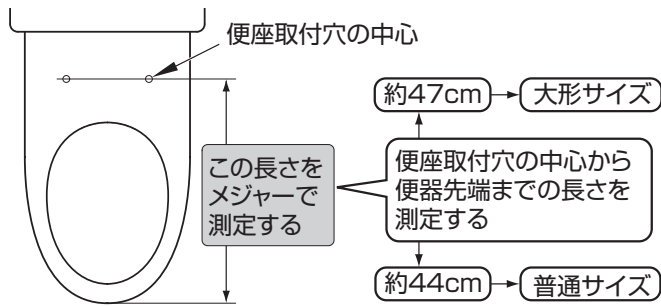 便座取付穴の中心
約47cm
大形サイズ
この長さを
メジャーで
測定する
便座取付穴の中心から
便器先端までの長さを
測定する
約44cm
普通サイズ